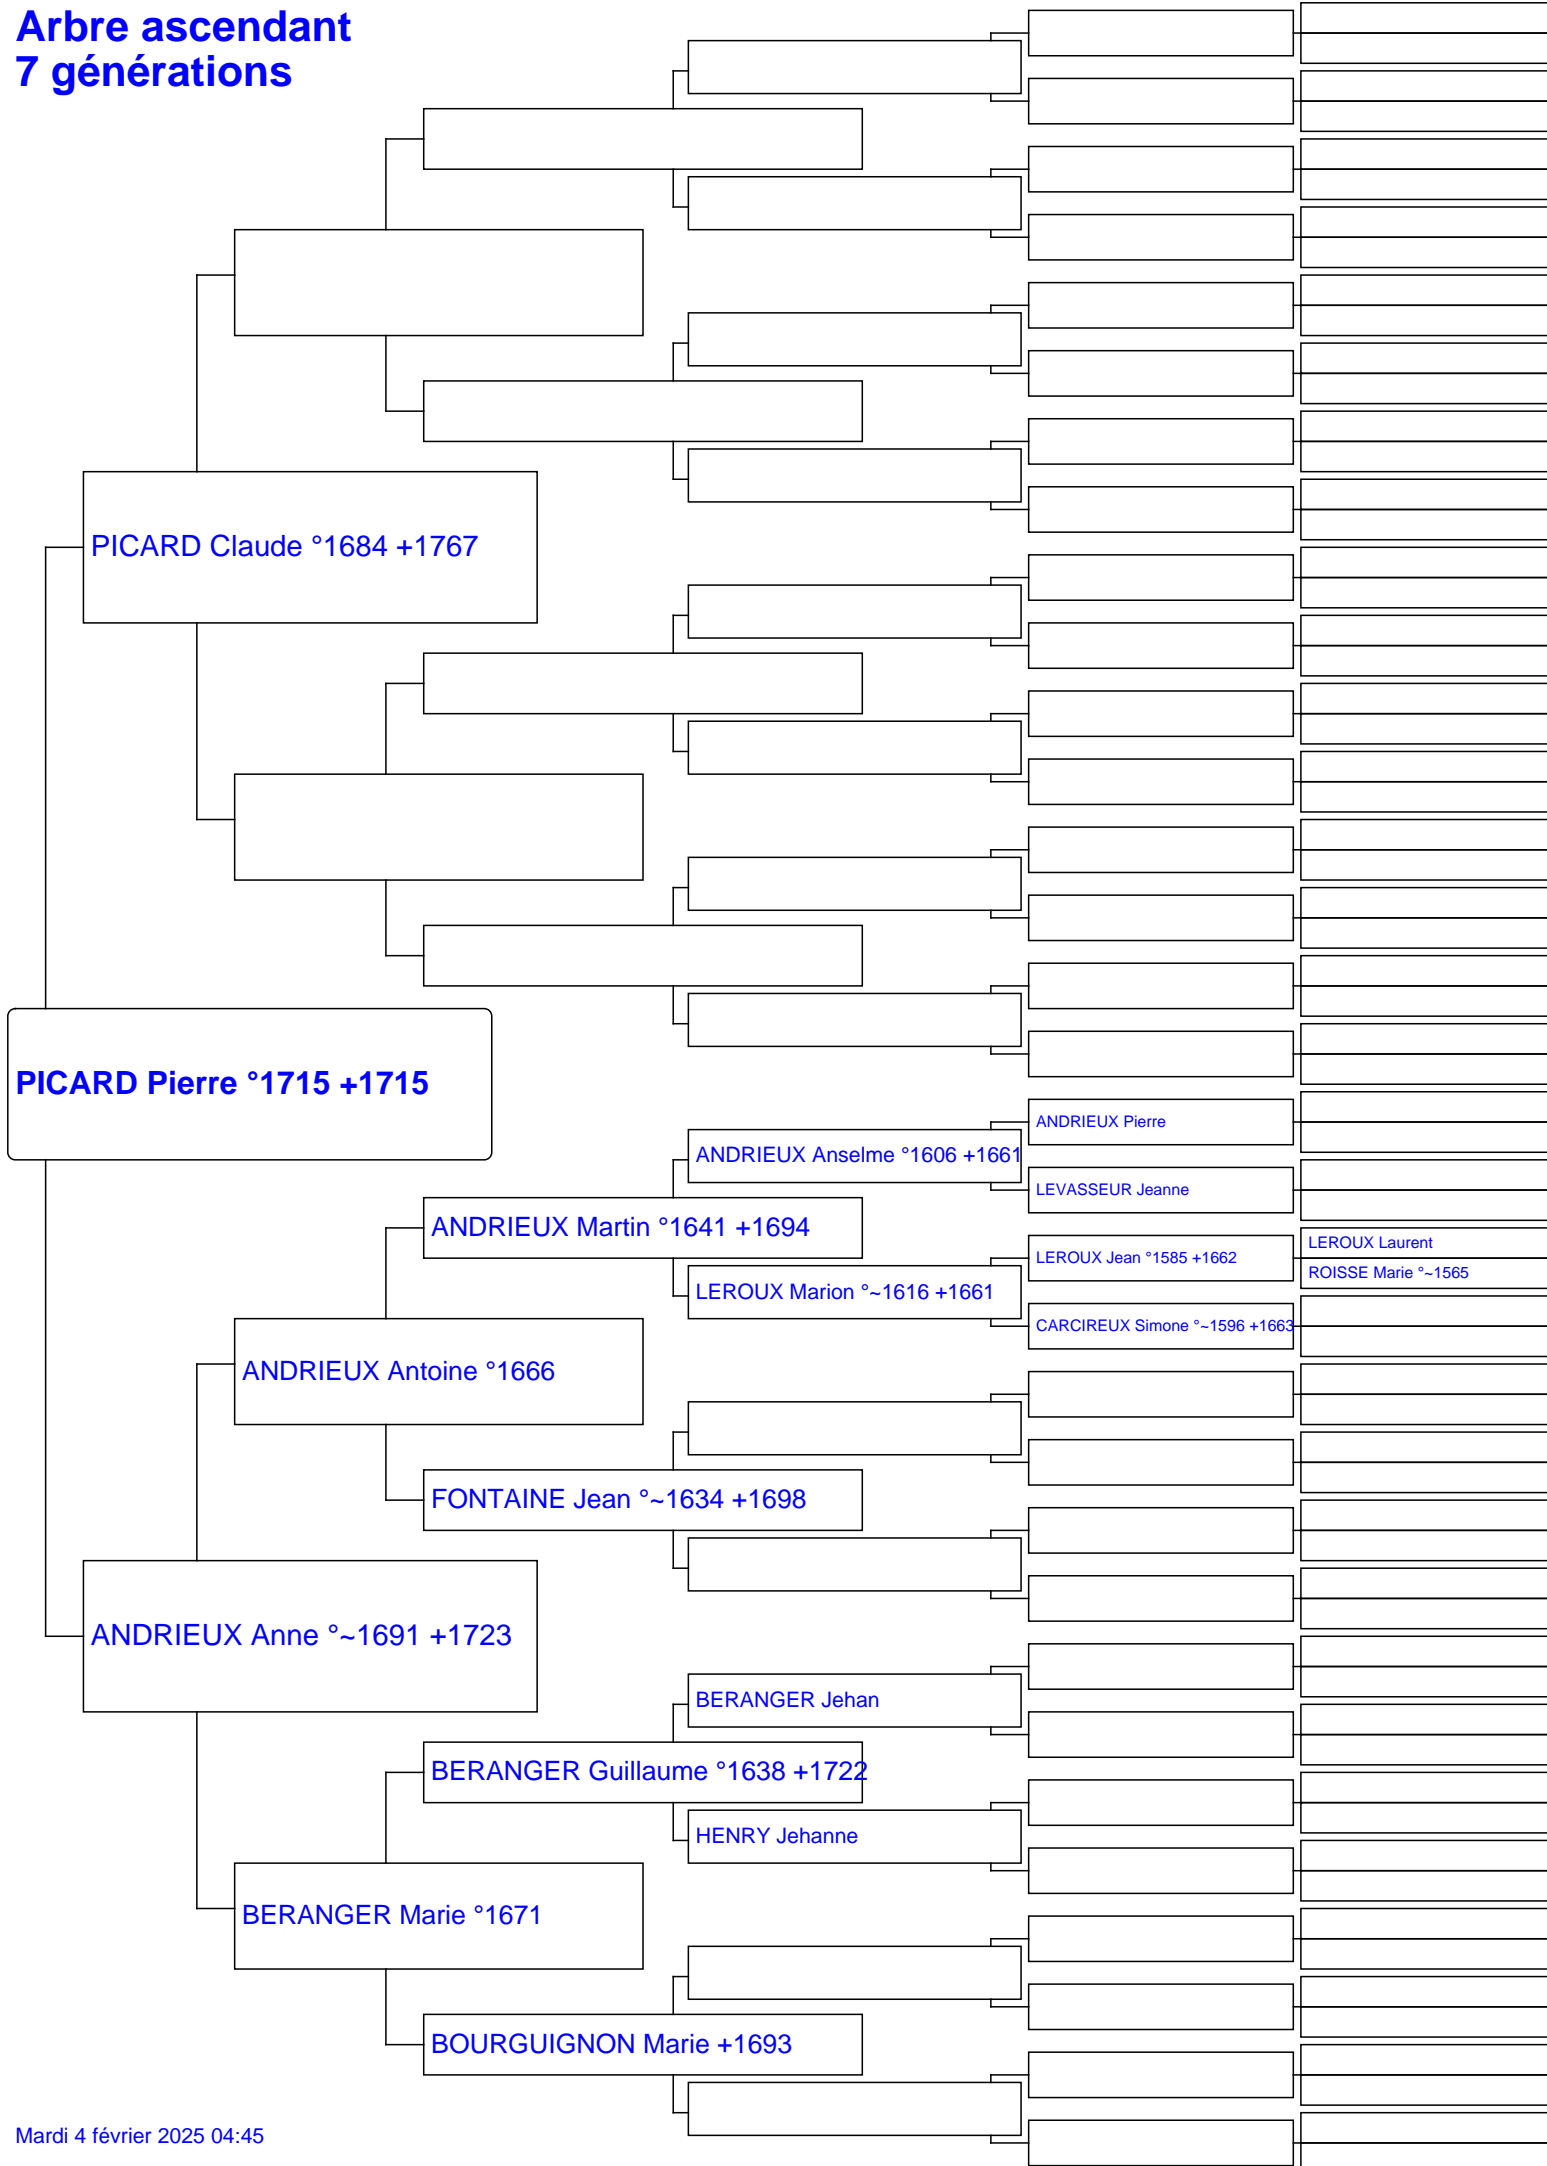 Arbre ascendant
7 générations
PICARD Claude °1684 +1767
PICARD Pierre °1715 +1715
ANDRIEUX Pierre
ANDRIEUX Anselme °1606 +1661
LEVASSEUR Jeanne
ANDRIEUX Martin °1641 +1694
LEROUX Laurent
LEROUX Jean °1585 +1662
ROISSE Marie °~1565
LEROUX Marion °~1616 +1661
CARCIREUX Simone °~1596 +1663
ANDRIEUX Antoine °1666
FONTAINE Jean °~1634 +1698
ANDRIEUX Anne °~1691 +1723
BERANGER Jehan
BERANGER Guillaume °1638 +1722
HENRY Jehanne
BERANGER Marie °1671
BOURGUIGNON Marie +1693
Mardi 4 février 2025 04:45